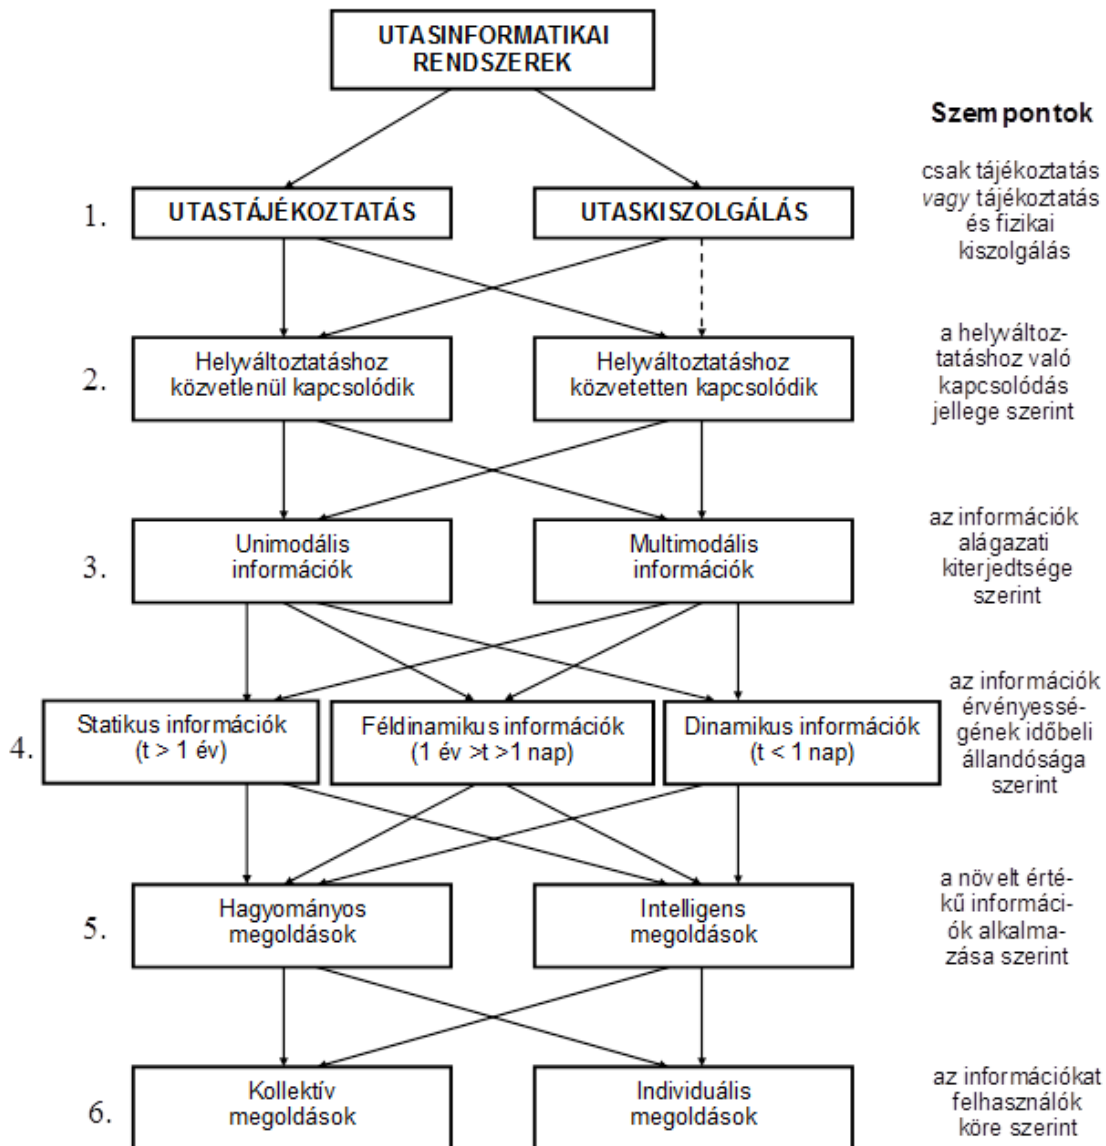 UTASINFORMATIKAI
RENDSZEREK
Szempontok
1.
UTASTÁJÉKOZTATÁS
UTASKISZOLGÁLÁS
csak tájékoztatás
vagy tájékoztatás
és fizikai
kiszolgálás
2.
Helyváltoztatáshoz
közvetlenül kapcsolódik
Helyváltoztatáshoz
közvetetten kapcsolódik
a helyváltoz-
tatáshoz való
kapcsolódás
jellege szerint
3.
Unimodális
információk
Multimodális
információk
az információk
alágazati
kiterjedtsége
szerint
4.
Statikus információk
(t > 1 év)
Féldinamikus információk
(1 év >t >1 nap)
Dinamikus információk
(t < 1 nap)
az információk
érvényessé-
gének időbeli
állandósága
szerint
5.
Hagyományos
megoldások
Intelligens
megoldások
a növelt érté-
kű informáci-
ók alkalma-
zása szerint
6.
Kollektív
megoldások
Individuális
megoldások
az információkat
felhasználók
köre szerint